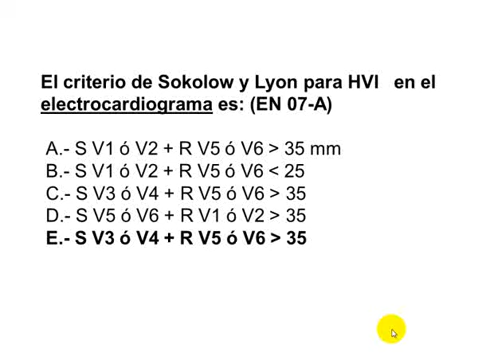 El criterio de Sokolow y Lyon para HVI en el
electrocardiograma es: (EN 07-A)
A.- S V1 ó V2 + R V5 ó V6 > 35 mm
B.- S V1 ó V2 + R V5 ó V6 < 25
C.- S V3 ó V4 + R V5 ó V6 > 35
D.- S V5 ó V6 + R V1 ó V2 > 35
E.- S V3 ó V4 + R V5 ó V6 > 35